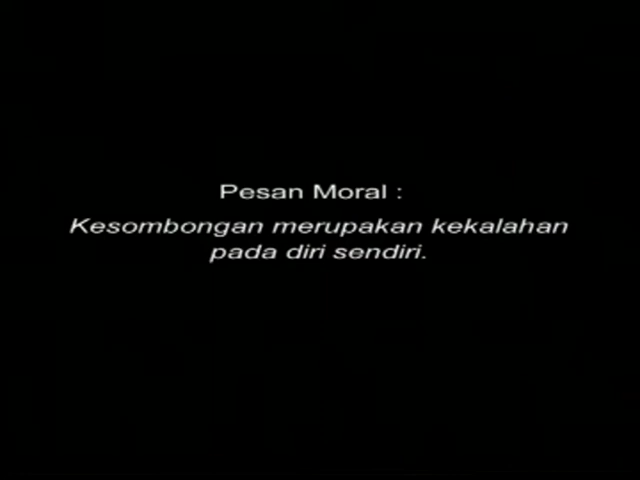 Pesan Moral :
Kesombongan merupakan kekalahan
pada diri sendiri.